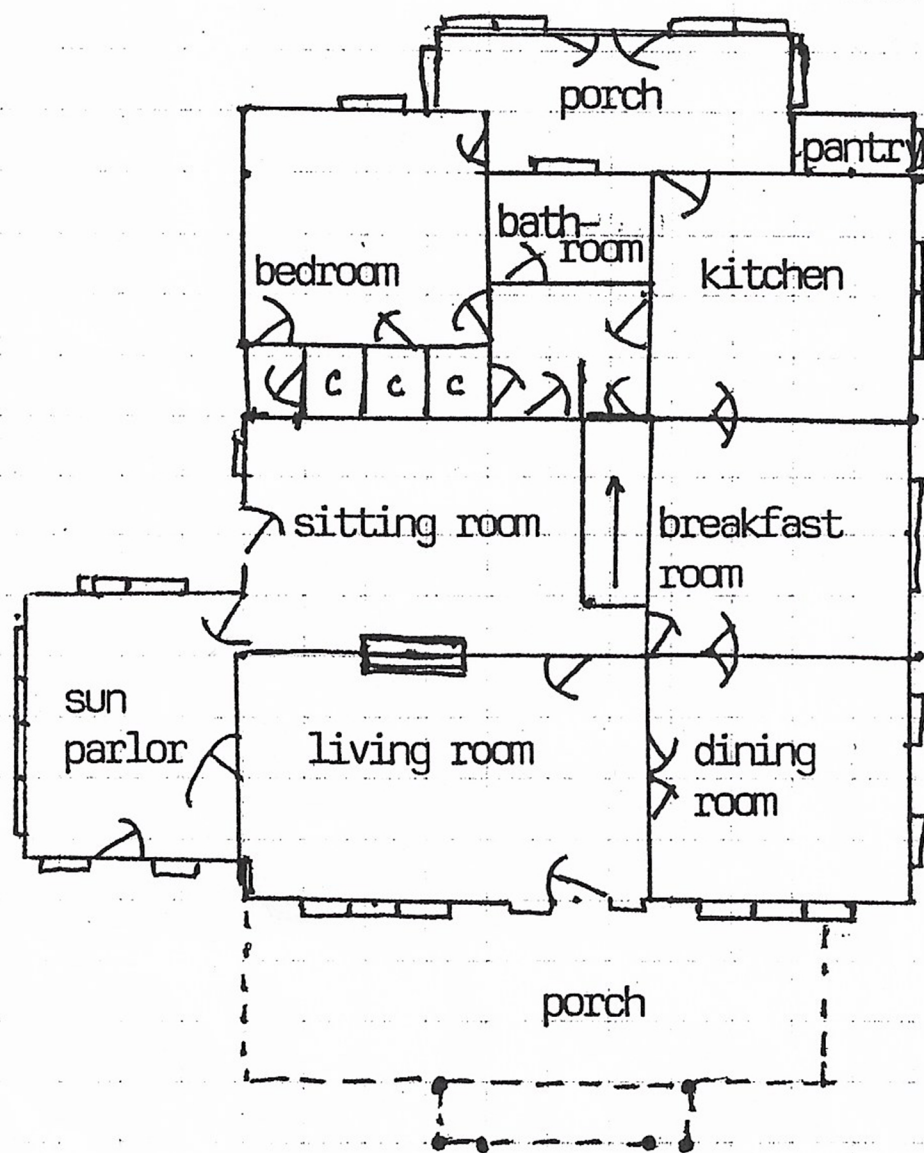 porch
pantry
bath-
room
bedroom
kitchen
c
c
c
sitting room
breakfast
room
sun
parlor
living room
dining
room
porch